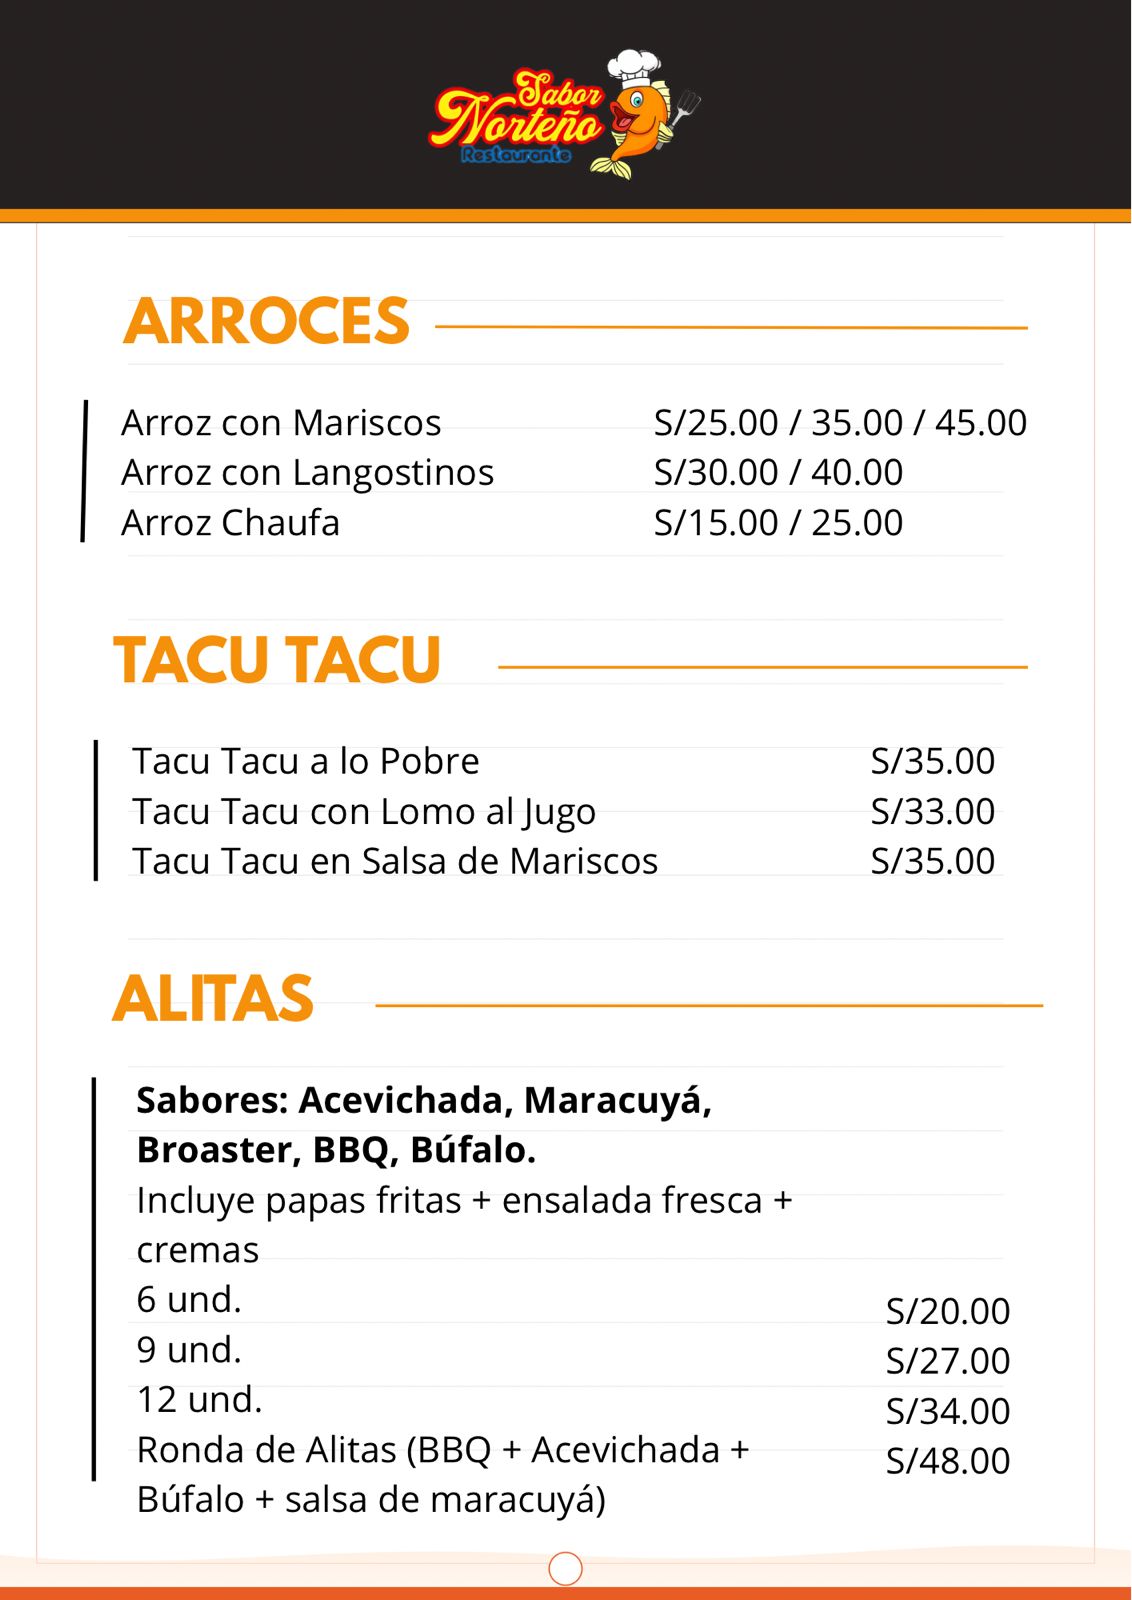 Sabor
Norteño
Restaurante
ARROCES
Arroz con Mariscos S/25.00 / 35.00 / 45.00
Arroz con Langostinos S/30.00 / 40.00
Arroz Chaufa S/15.00 / 25.00
TACU TACU
Tacu Tacu a lo Pobre S/35.00
Tacu Tacu con Lomo al Jugo S/33.00
Tacu Tacu en Salsa de Mariscos S/35.00
ALITAS
Sabores: Acevichada, Maracuyá,
Broaster, BBQ, Búfalo.
Incluye papas fritas + ensalada fresca +
cremas
6 und. S/20.00
9 und. S/27.00
12 und. S/34.00
Ronda de Alitas (BBQ + Acevichada + S/48.00
Búfalo + salsa de maracuyá)